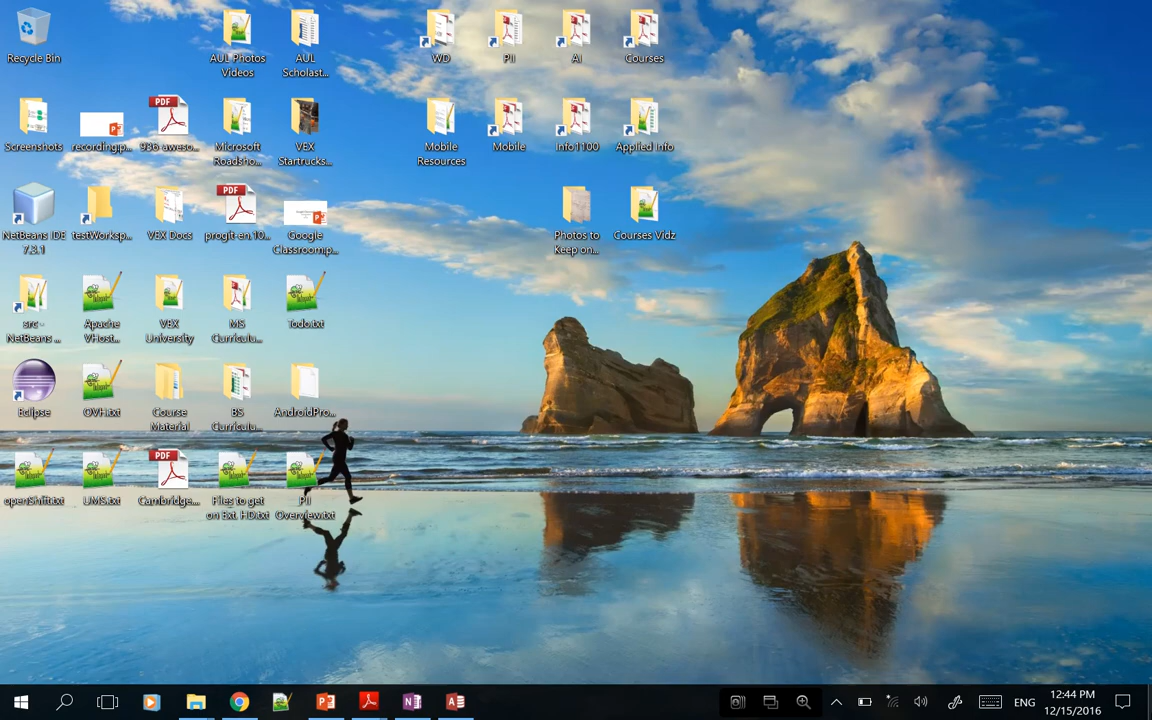 Recycle Bin
AUL Photos
Videos
AUL
Scholast...
WD
PII
AI
Courses
Screenshots
recording.p...
PDF
936-uweso...
Microsoft
Roadsho...
VEX
Startrucks...
Mobile
Resources
Mobile
Info1100
Applied Info
NetBeans IDE
7.3.1
testWorksp...
VEX Docs
PDF
progit-en.10...
Google
Classroom.p...
Photos to
Keep on...
Courses Vidz
src -
NetBeans ...
Apache
VHost...
VEX
University
MS
Curriculu...
Todo.txt
Eclipse
OVH.txt
Course
Material
BS
Curriculu...
AndroidPro...
openShift.txt
UMS.txt
PDF
Cambridge...
Files to get
on Ext. HD.txt
PII
Overview.txt
ENG
12:44 PM
12/15/2016